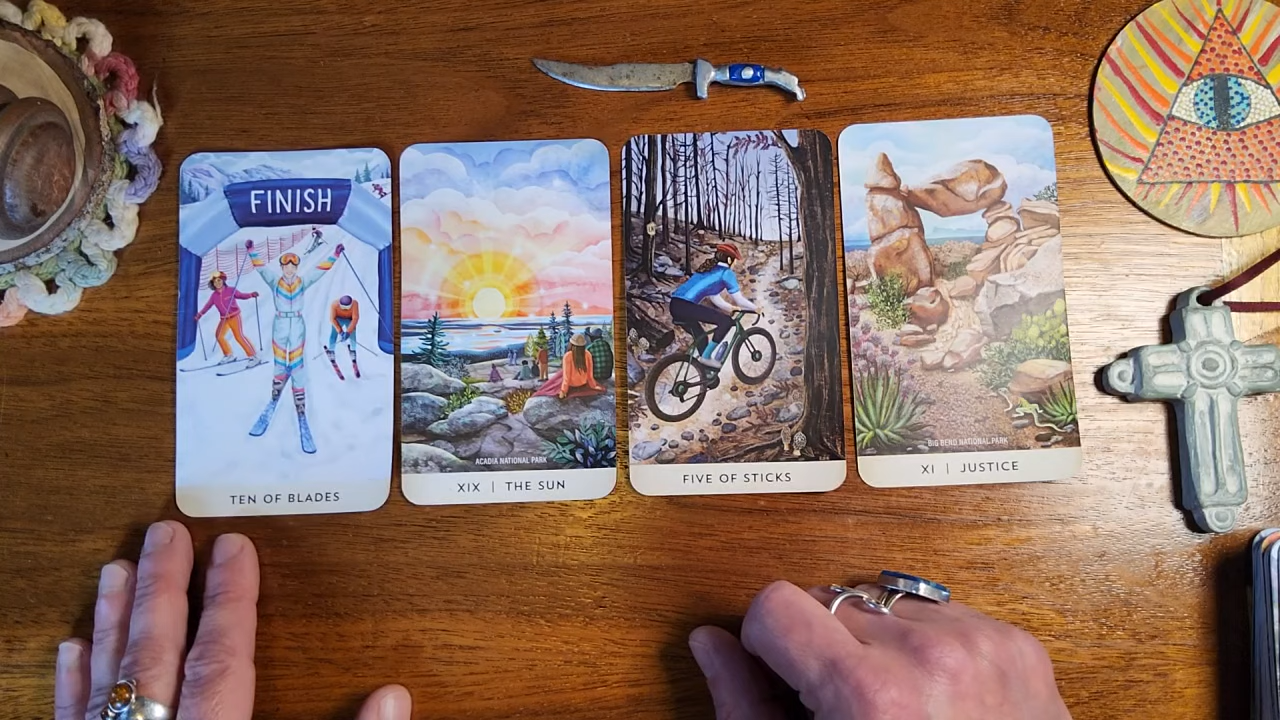 FINISH
TEN OF BLADES
ACADIA NATIONAL PARK
XIX | THE SUN
FIVE OF STICKS
BIG BEND NATIONAL PARK
XI | JUSTICE